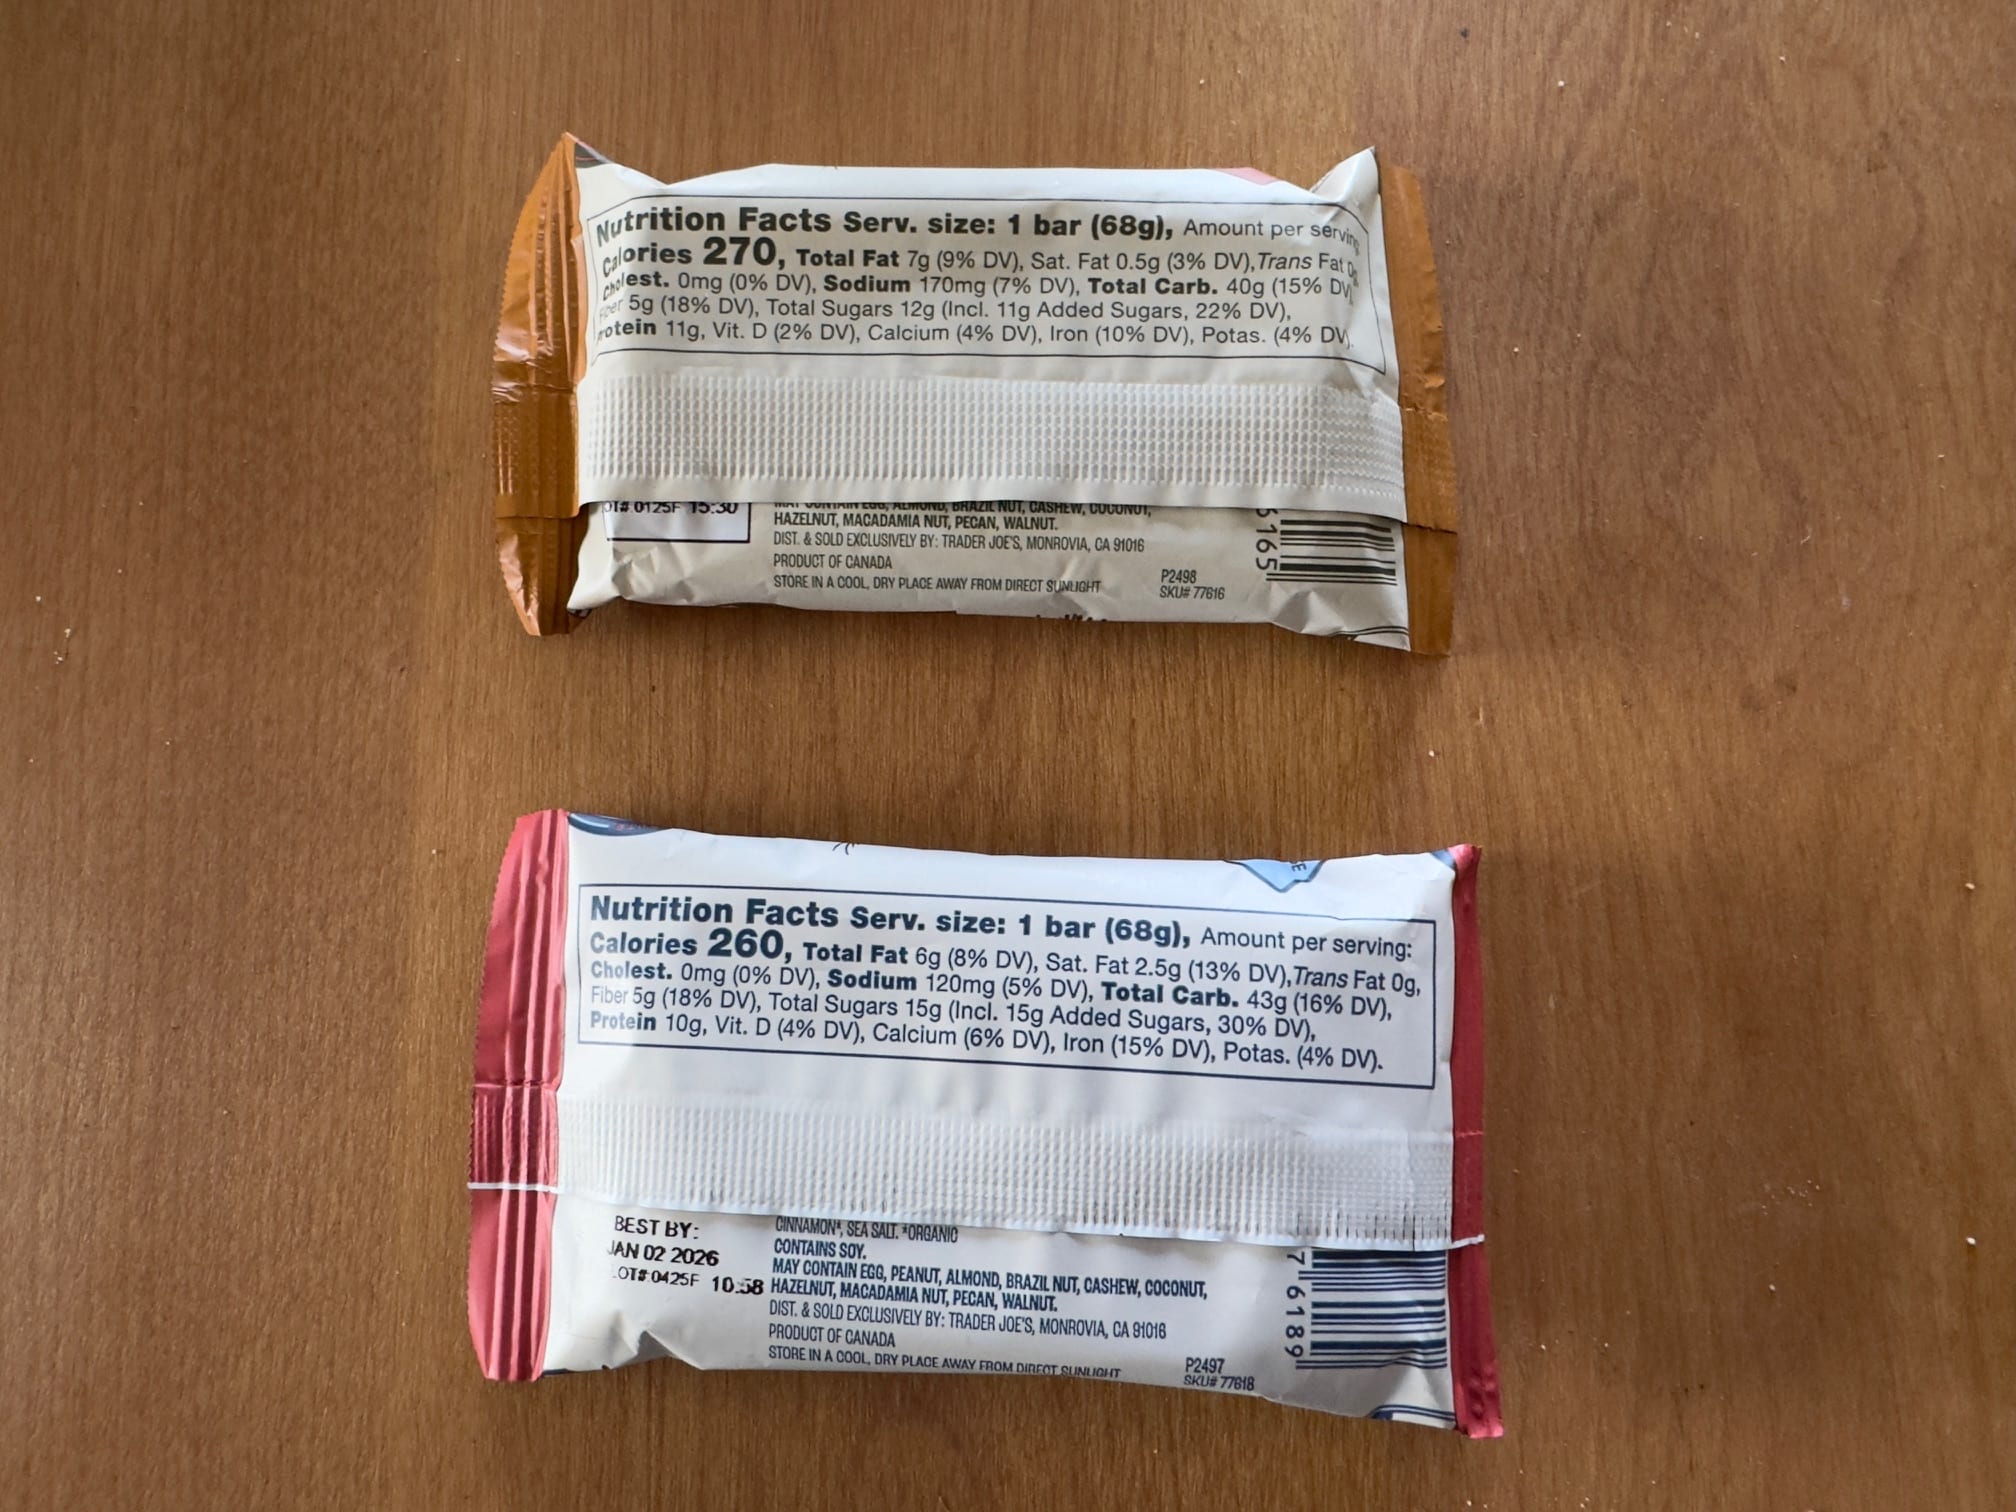 Nutrition Facts Serv. size: 1 bar (68g), Amount per serving
Calories 270, Total Fat 7g (9% DV), Sat. Fat 0.5g (3% DV), Trans Fat 0g
Cholest. 0mg (0% DV), Sodium 170mg (7% DV), Total Carb. 40g (15% DV)
Fiber 5g (18% DV), Total Sugars 12g (Incl. 11g Added Sugars, 22% DV),
Protein 11g, Vit. D (2% DV), Calcium (4% DV), Iron (10% DV), Potas. (4% DV).
LOT# 0125F 15:30
MAY CONTAIN EGG, ALMOND, BRAZIL NUT, CASHEW, COCONUT,
HAZELNUT, MACADAMIA NUT, PECAN, WALNUT.
DIST. & SOLD EXCLUSIVELY BY: TRADER JOE'S, MONROVIA, CA 91016
PRODUCT OF CANADA
STORE IN A COOL, DRY PLACE AWAY FROM DIRECT SUNLIGHT
P2498
SKU# 77616
5165
Nutrition Facts Serv. size: 1 bar (68g), Amount per serving:
Calories 260, Total Fat 6g (8% DV), Sat. Fat 2.5g (13% DV), Trans Fat 0g,
Cholest. 0mg (0% DV), Sodium 120mg (5% DV), Total Carb. 43g (16% DV),
Fiber 5g (18% DV), Total Sugars 15g (Incl. 15g Added Sugars, 30% DV),
Protein 10g, Vit. D (4% DV), Calcium (6% DV), Iron (15% DV), Potas. (4% DV).
BEST BY:
JAN 02 2026
LOT# 0425F 10:58
CINNAMON*, SEA SALT. *ORGANIC
CONTAINS SOY.
MAY CONTAIN EGG, PEANUT, ALMOND, BRAZIL NUT, CASHEW, COCONUT,
HAZELNUT, MACADAMIA NUT, PECAN, WALNUT.
DIST. & SOLD EXCLUSIVELY BY: TRADER JOE'S, MONROVIA, CA 91016
PRODUCT OF CANADA
STORE IN A COOL, DRY PLACE AWAY FROM DIRECT SUNLIGHT
P2497
SKU# 77618
7 6189